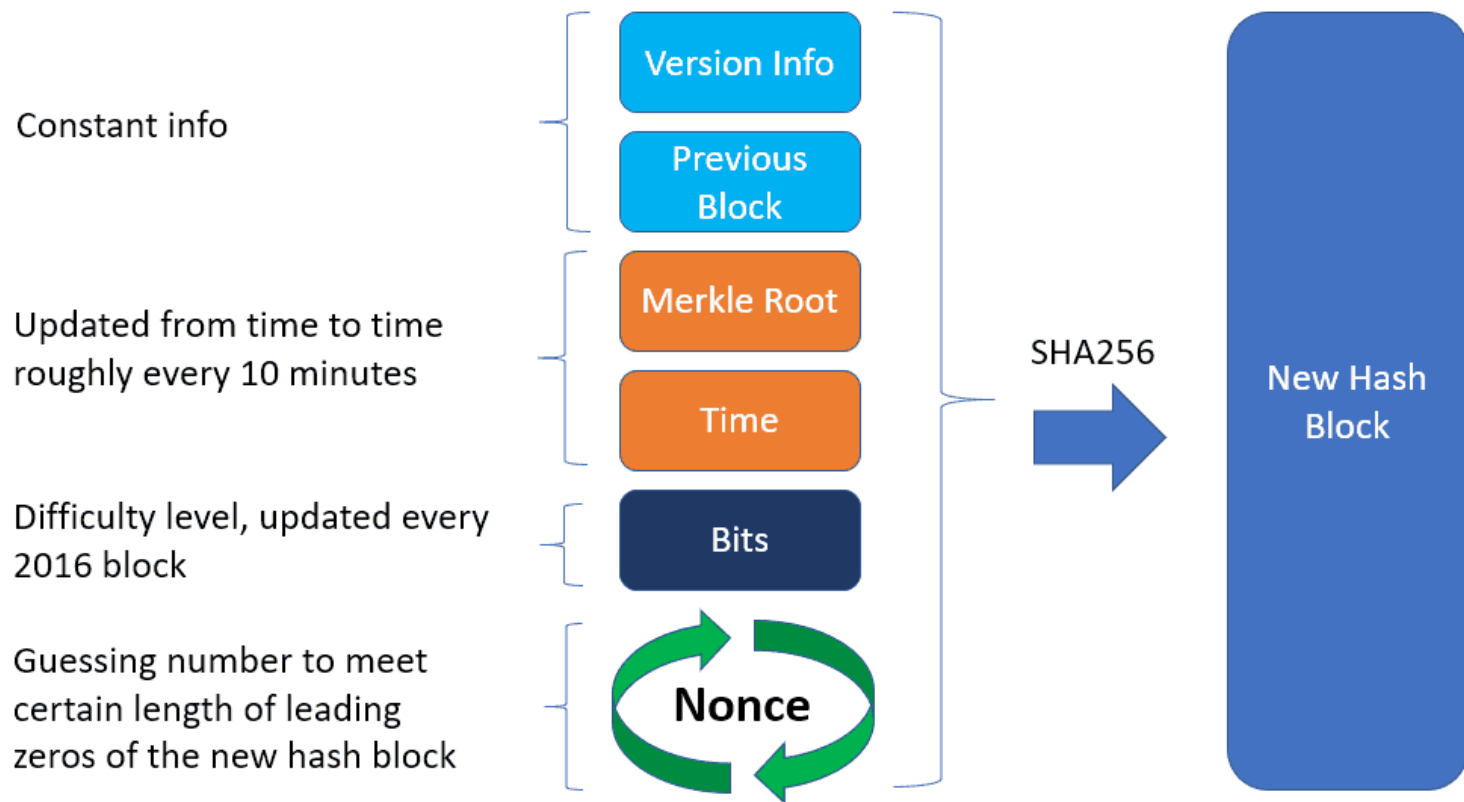 Constant info
Version Info
Previous
Block
Updated from time to time
roughly every 10 minutes
Merkle Root
Time
Difficulty level, updated every
2016 block
Bits
Guessing number to meet
certain length of leading
zeros of the new hash block
Nonce
SHA256
New Hash
Block